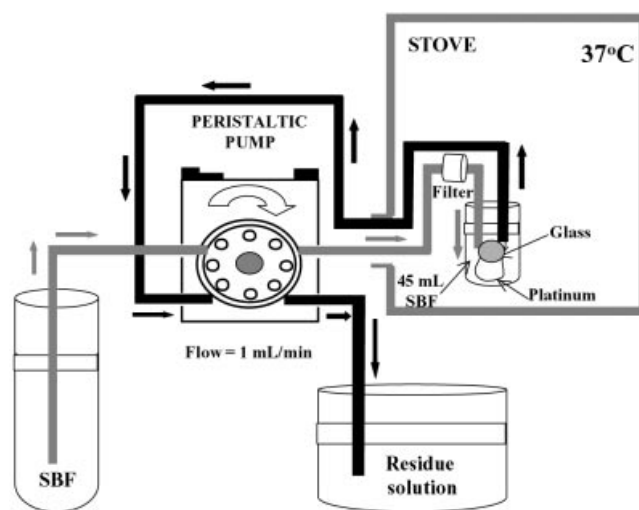 STOVE
37°C
PERISTALTIC
PUMP
Filter
Glass
45 mL
SBF
Platinum
Flow = 1 mL/min
SBF
Residue
solution